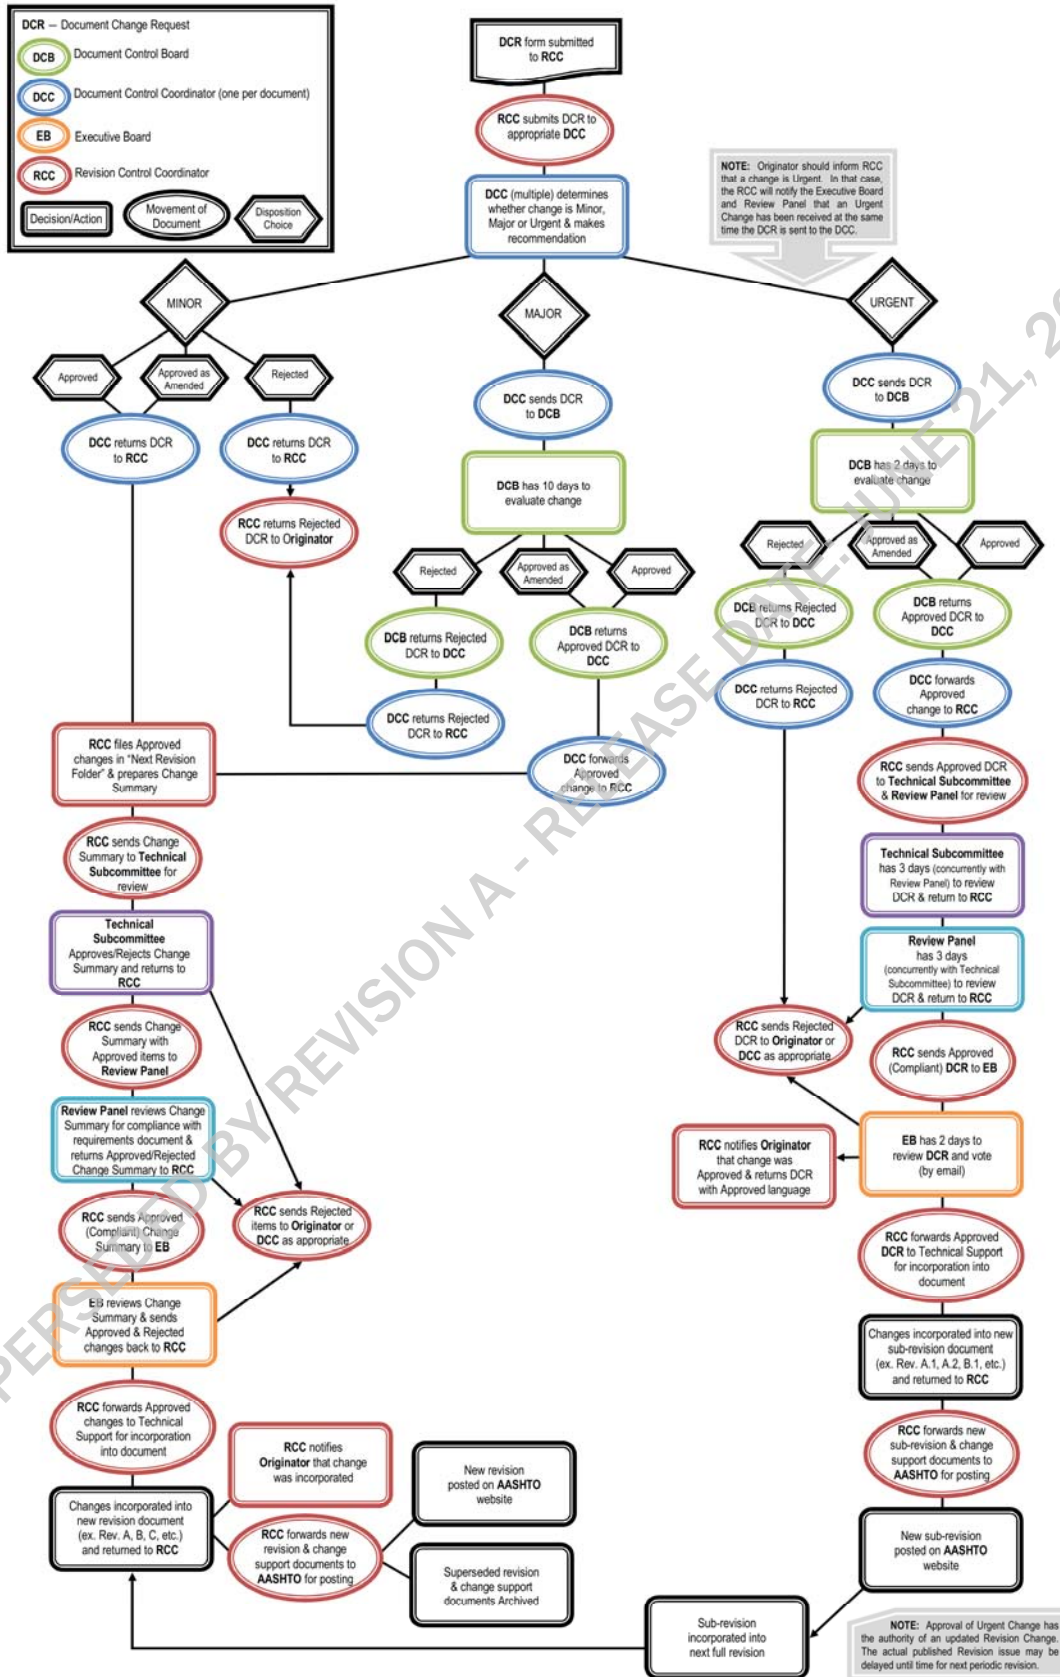 DCR — Document Change Request
DCB Document Control Board
DCC Document Control Coordinator (one per document)
EB Executive Board
RCC Revision Control Coordinator
Decision/Action
Movement of
Document
Disposition
Choice
DCR form submitted
to RCC
RCC submits DCR to
appropriate DCC
DCC (multiple) determines
whether change is Minor,
Major or Urgent & makes
recommendation
NOTE: Originator should inform RCC
that a change is Urgent. In that case,
the RCC will notify the Executive Board
and Review Panel that an Urgent
Change has been received at the same
time the DCR is sent to the DCC.
MINOR
MAJOR
URGENT
Approved
Approved as
Amended
Rejected
DCC returns DCR
to RCC
DCC returns DCR
to RCC
RCC returns Rejected
DCR to Originator
DCC sends DCR
to DCB
DCB has 10 days to
evaluate change
Rejected
Approved as
Amended
Approved
DCB returns Rejected
DCR to DCC
DCB returns
Approved DCR to
DCC
DCC returns Rejected
DCR to RCC
DCC forwards
Approved
change to RCC
DCC sends DCR
to DCB
DCB has 2 days to
evaluate change
Rejected
Approved as
Amended
Approved
DCB returns Rejected
DCR to DCC
DCB returns
Approved DCR to
DCC
DCC returns Rejected
DCR to RCC
DCC forwards
Approved
change to RCC
RCC files Approved
changes in "Next Revision
Folder" & prepares Change
Summary
RCC sends Change
Summary to Technical
Subcommittee for
review
Technical
Subcommittee
Approves/Rejects Change
Summary and returns to
RCC
RCC sends Change
Summary with
Approved items to
Review Panel
Review Panel reviews Change
Summary for compliance with
requirements document &
returns Approved/Rejected
Change Summary to RCC
RCC sends Approved
(Compliant) Change
Summary to EB
RCC sends Rejected
items to Originator or
DCC as appropriate
EB reviews Change
Summary & sends
Approved & Rejected
changes back to RCC
RCC forwards Approved
changes to Technical
Support for incorporation
into document
Changes incorporated into
new revision document
(ex. Rev. A, B, C, etc.)
and returned to RCC
RCC notifies
Originator that change
was incorporated
RCC forwards new
revision & change
support documents to
AASHTO for posting
New revision
posted on AASHTO
website
Superseded revision
& change support
documents Archived
RCC sends Approved DCR
to Technical Subcommittee
& Review Panel for review
Technical Subcommittee
has 3 days (concurrently with
Review Panel) to review
DCR & return to RCC
Review Panel
has 3 days
(concurrently with Technical
Subcommittee) to review
DCR & return to RCC
RCC sends Rejected
DCR to Originator or
DCC as appropriate
RCC sends Approved
(Compliant) DCR to EB
EB has 2 days to
review DCR and vote
(by email)
RCC notifies Originator
that change was
Approved & returns DCR
with Approved language
RCC forwards Approved
DCR to Technical Support
for incorporation into
document
Changes incorporated into new
sub-revision document
(ex. Rev. A.1, A.2, B.1, etc.)
and returned to RCC
RCC forwards new
sub-revision & change
support documents to
AASHTO for posting
New sub-revision
posted on AASHTO
website
Sub-revision
incorporated into
next full revision
NOTE: Approval of Urgent Change has
the authority of an updated Revision Change.
The actual published Revision issue may be
delayed until time for next periodic revision.
PERSEDED BY REVISION A - RELEASE DATE: JUNE 21, 20